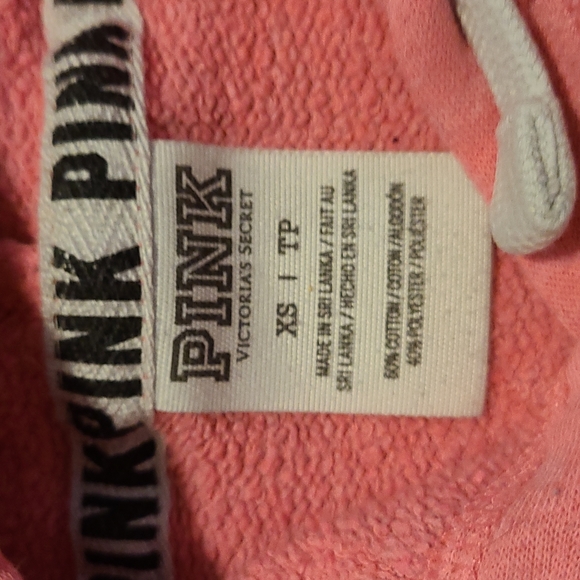 PINK PINK PINK
PINK
VICTORIA'S SECRET
XS | TP
MADE IN SRI LANKA / FAIT AU
SRI LANKA / HECHO EN SRI LANKA
60% COTTON / COTON / ALGODÓN
40% POLYESTER / POLIÉSTER